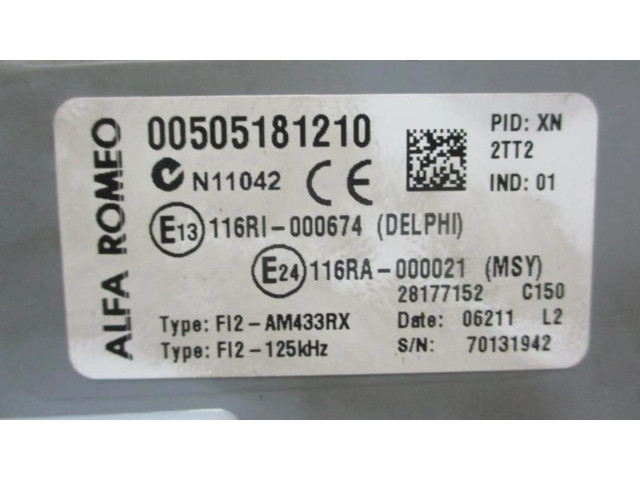 ALFA ROMEO
00505181210
PID: XN
2TT2
N11042 CE
IND: 01
E13 116RI-000674 (DELPHI)
E24 116RA-000021 (MSY)
28177152 C150
Type: FI2-AM433RX
Date: 06211 L2
Type: FI2-125kHz
S/N: 70131942